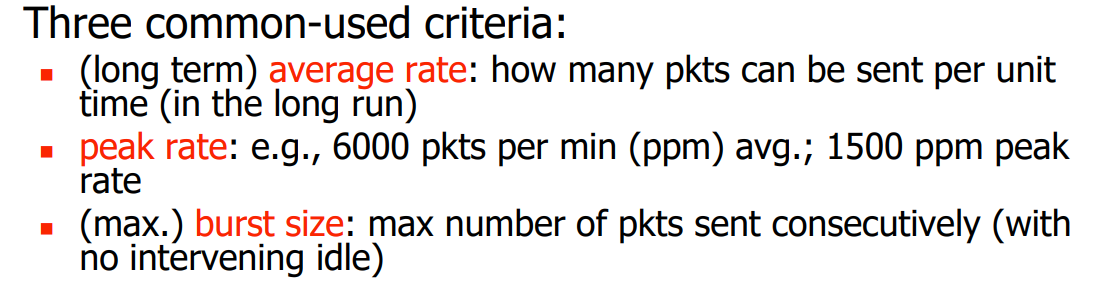 Three common-used criteria:
▪ (long term) average rate: how many pkts can be sent per unit
time (in the long run)
▪ peak rate: e.g., 6000 pkts per min (ppm) avg.; 1500 ppm peak
rate
▪ (max.) burst size: max number of pkts sent consecutively (with
no intervening idle)